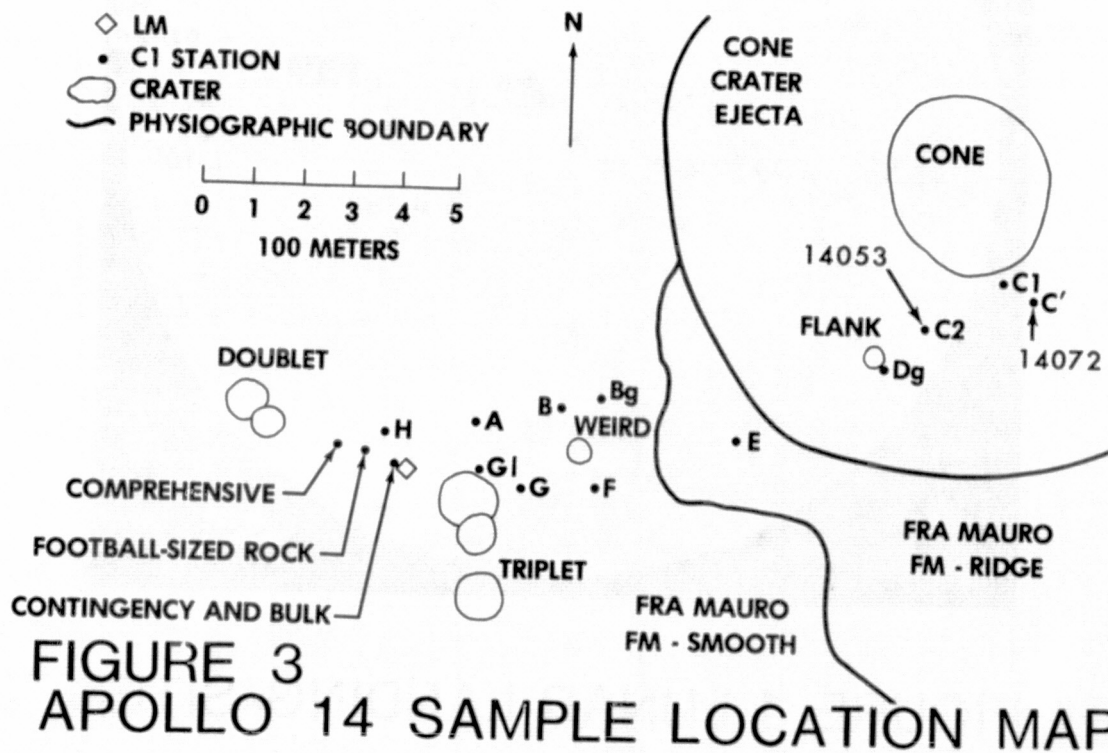 LM
C1 STATION
CRATER
PHYSIOGRAPHIC BOUNDARY
0 1 2 3 4 5
100 METERS
N
CONE
CRATER
EJECTA
CONE
14053
C1
C'
FLANK
C2
14072
Dg
DOUBLET
Bg
B
A
H
WEIRD
E
G1
G
F
COMPREHENSIVE
FOOTBALL-SIZED ROCK
CONTINGENCY AND BULK
TRIPLET
FRA MAURO
FM - RIDGE
FRA MAURO
FM - SMOOTH
FIGURE 3
APOLLO 14 SAMPLE LOCATION MAP